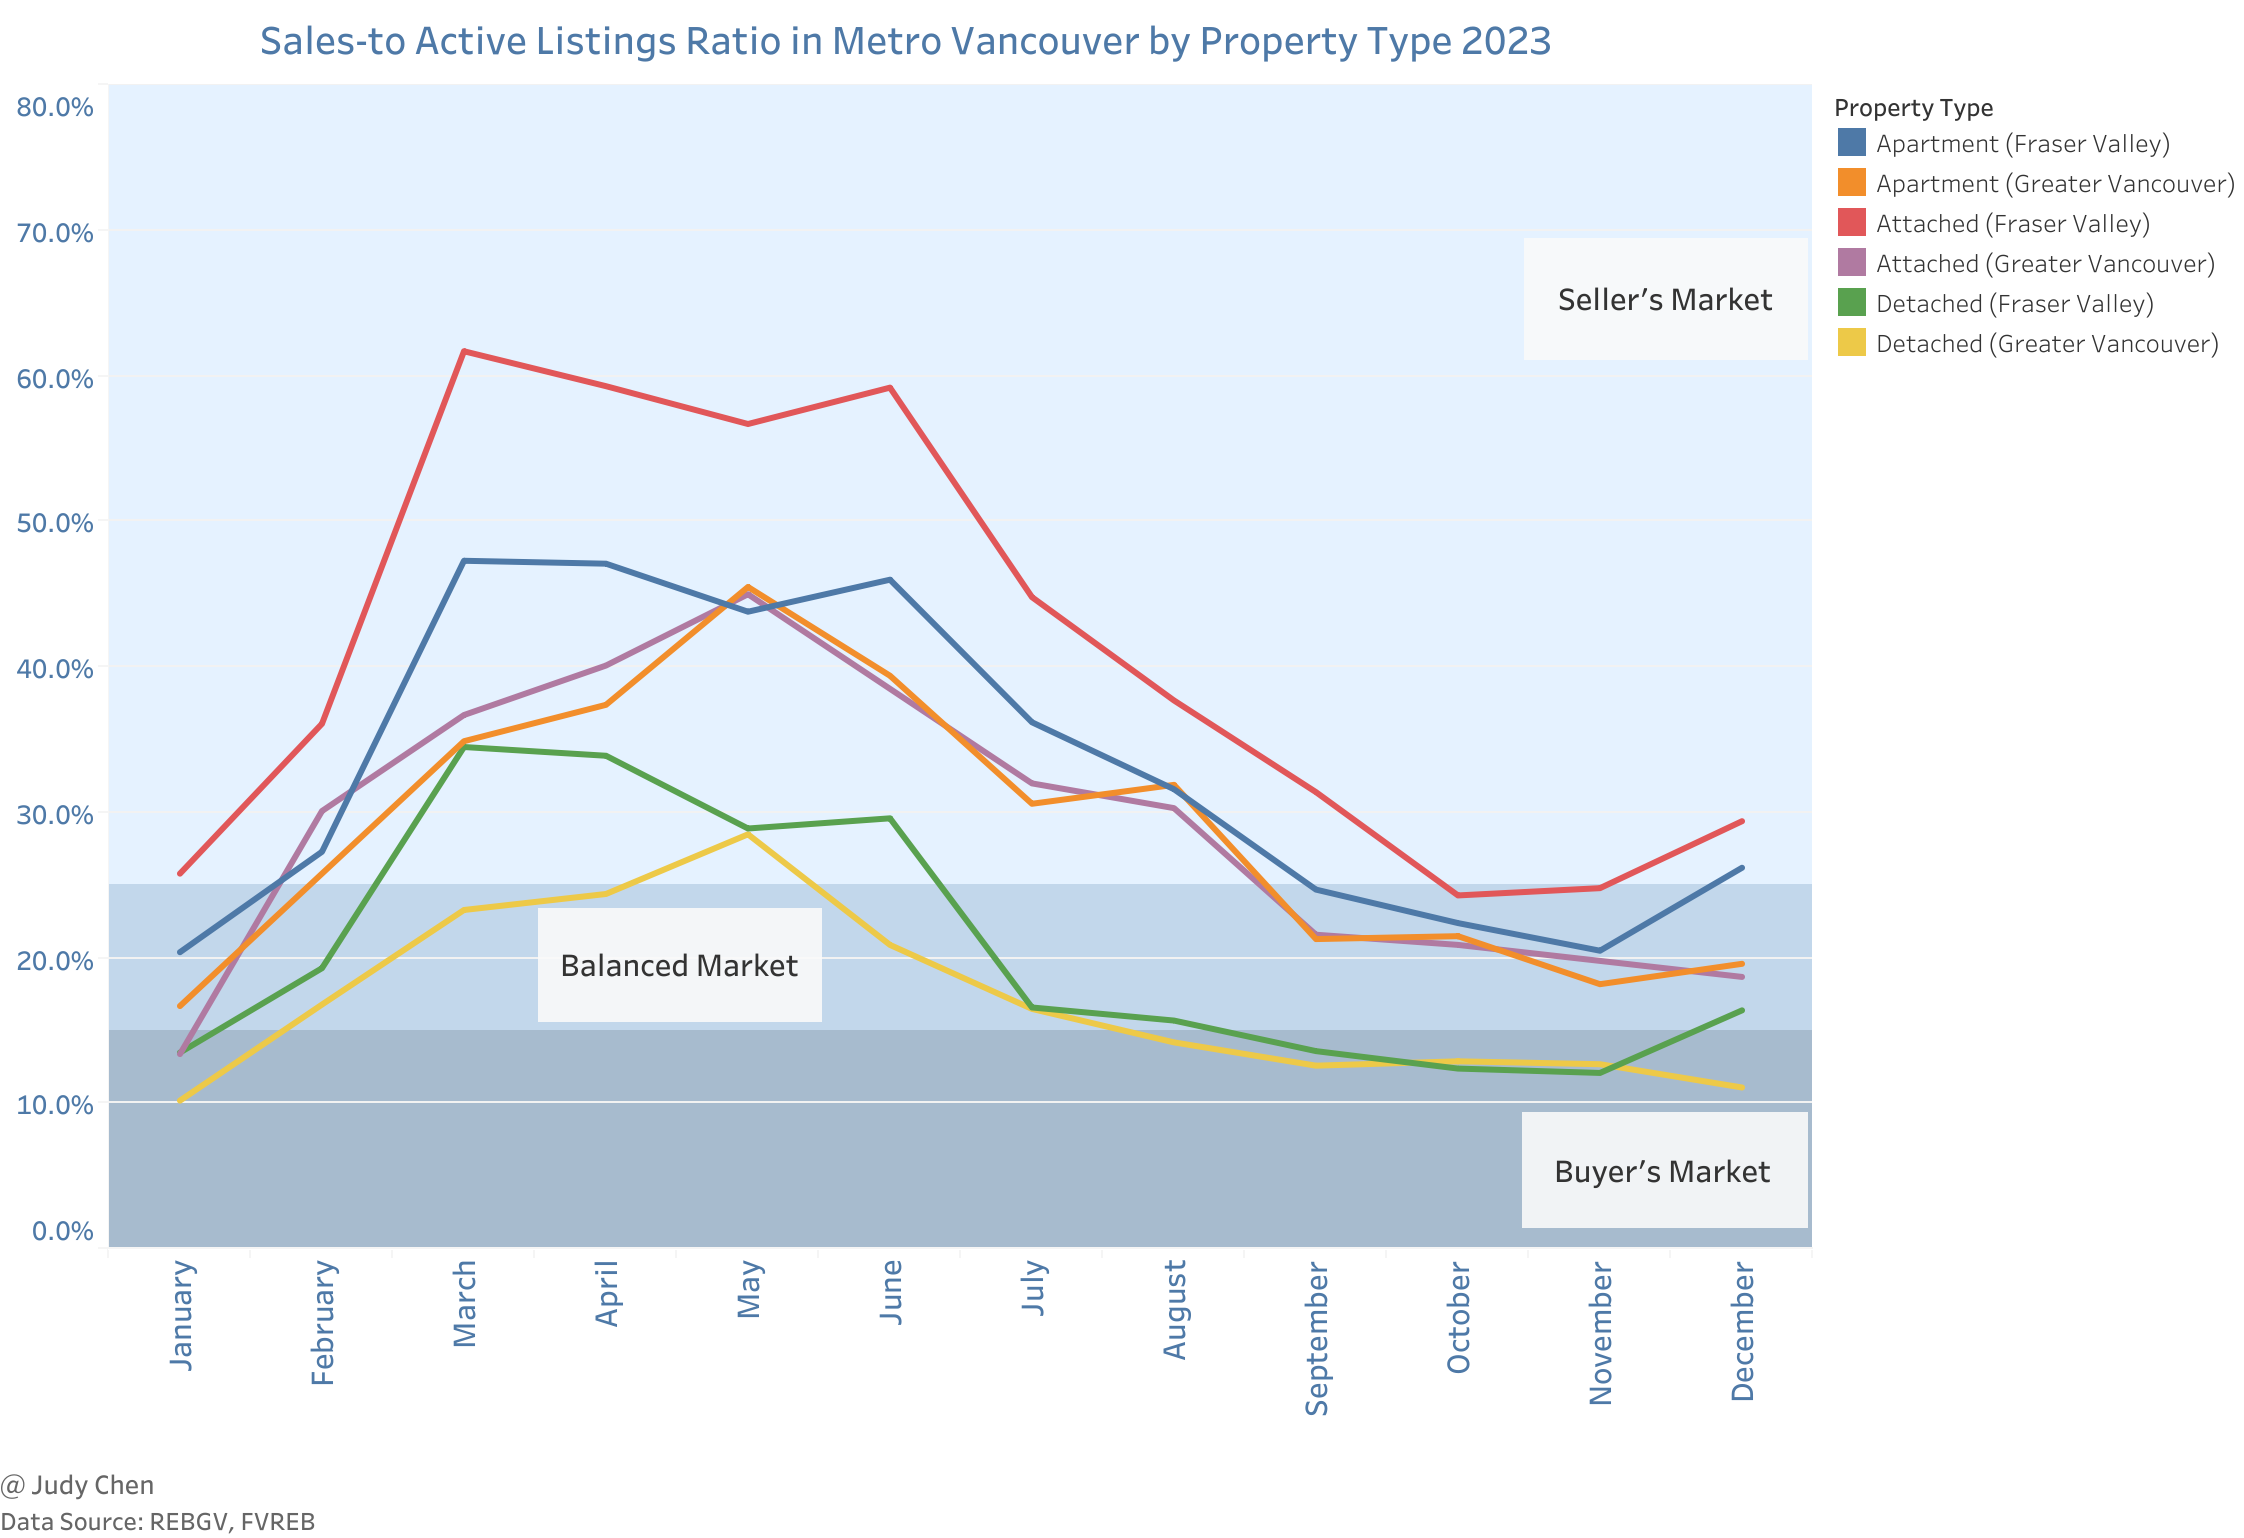 Sales-to Active Listings Ratio in Metro Vancouver by Property Type 2023
80.0%
70.0%
60.0%
50.0%
40.0%
30.0%
20.0%
10.0%
0.0%
Seller’s Market
Balanced Market
Buyer’s Market
January
February
March
April
May
June
July
August
September
October
November
December
Property Type
Apartment (Fraser Valley)
Apartment (Greater Vancouver)
Attached (Fraser Valley)
Attached (Greater Vancouver)
Detached (Fraser Valley)
Detached (Greater Vancouver)
@ Judy Chen
Data Source: REBGV, FVREB